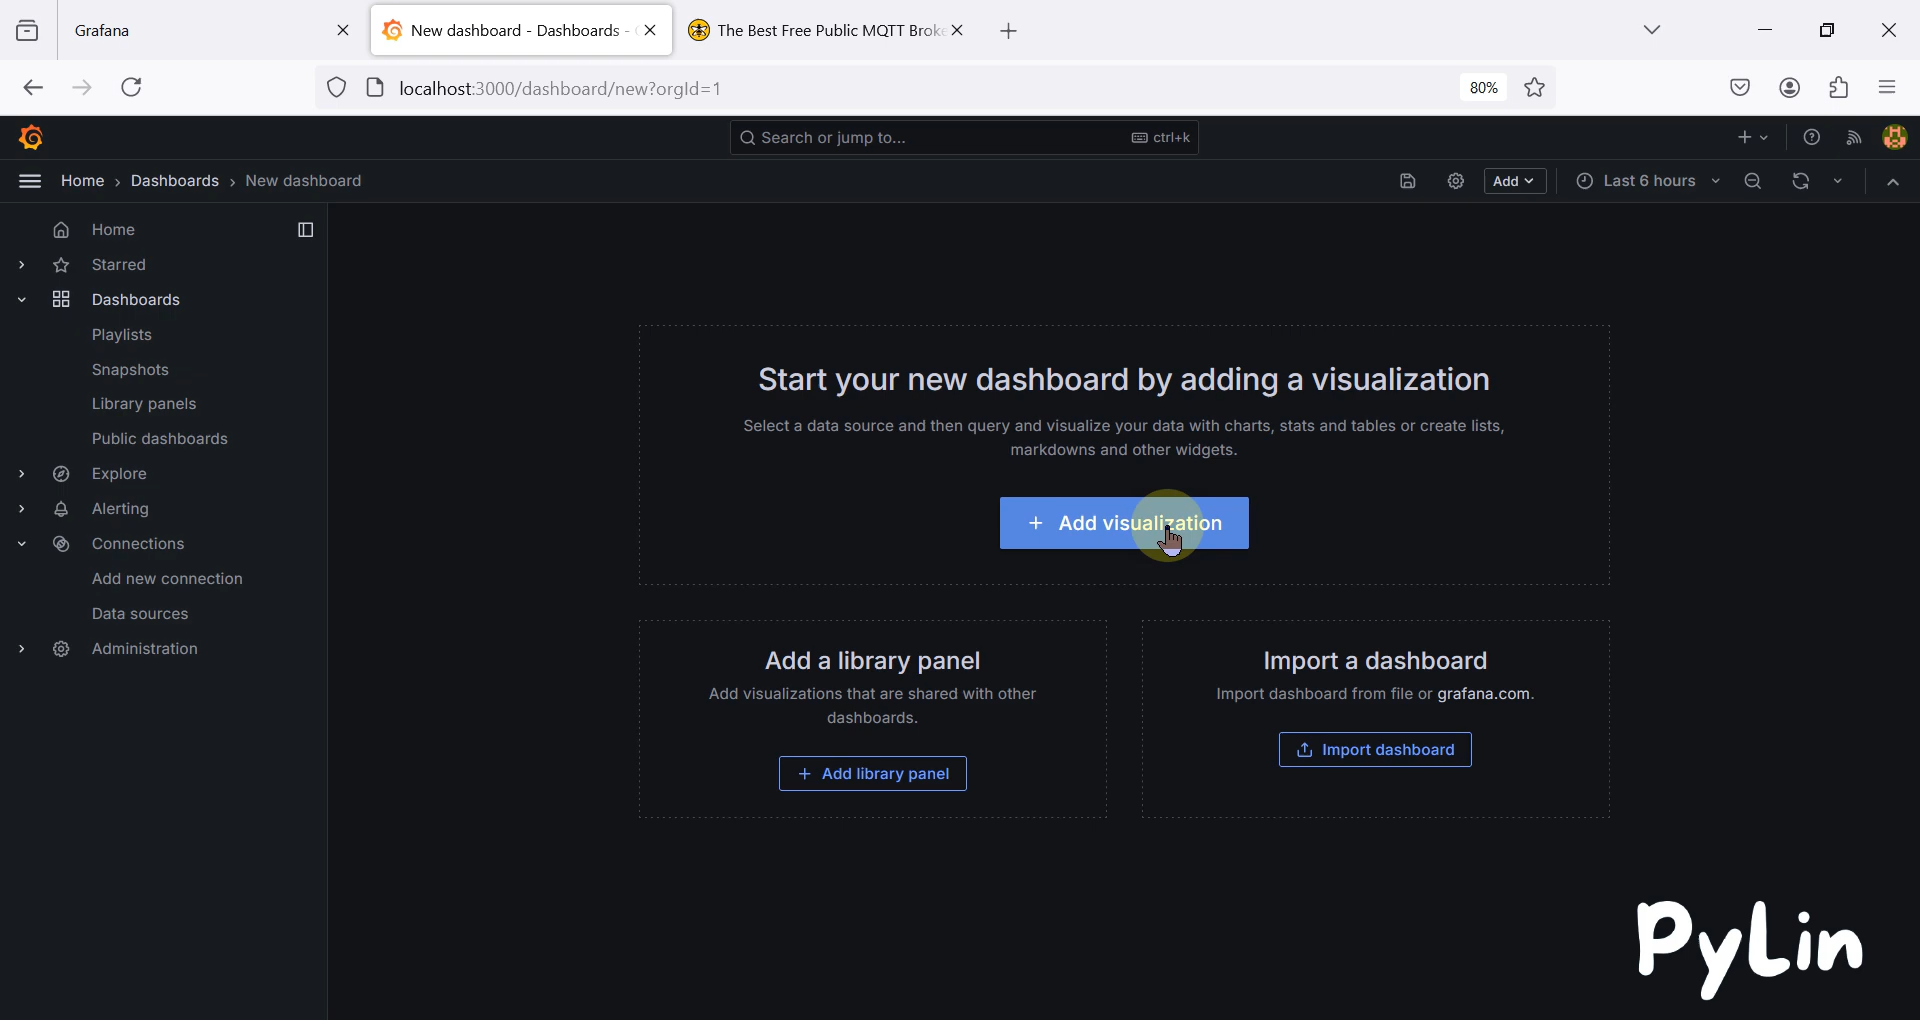 Grafana
New dashboard - Dashboards -
The Best Free Public MQTT Broke
localhost:3000/dashboard/new?orgId=1
80%
Search or jump to...
ctrl+k
Home › Dashboards › New dashboard
Add
Last 6 hours
Home
Starred
Dashboards
Playlists
Snapshots
Library panels
Public dashboards
Explore
Alerting
Connections
Add new connection
Data sources
Administration
Start your new dashboard by adding a visualization
Select a data source and then query and visualize your data with charts, stats and tables or create lists,
markdowns and other widgets.
+ Add visualization
Add a library panel
Add visualizations that are shared with other
dashboards.
+ Add library panel
Import a dashboard
Import dashboard from file or grafana.com.
Import dashboard
PyLin